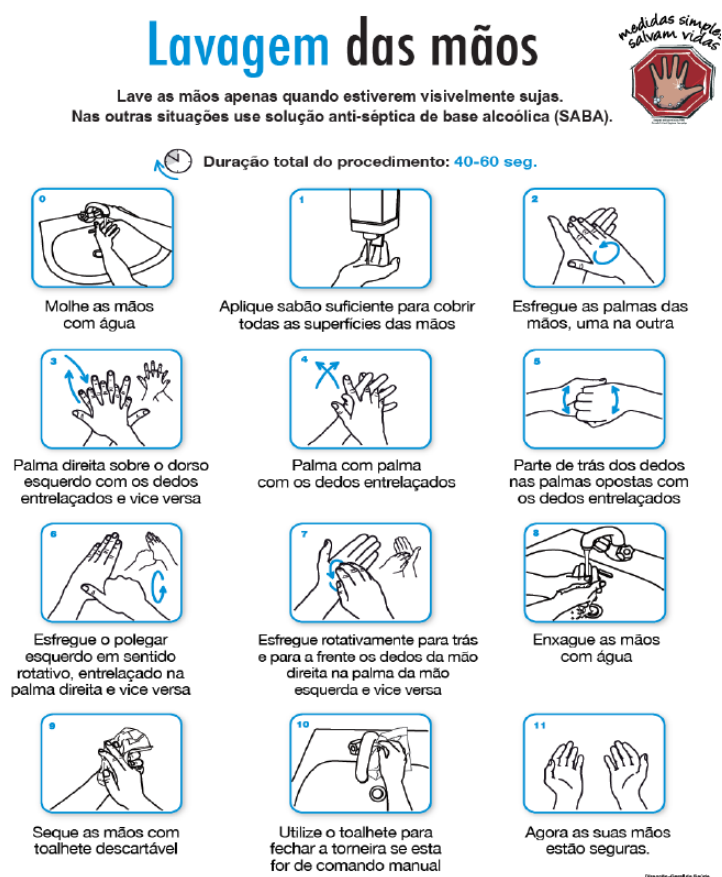 Lavagem das mãos
medidas simples
salvam vidas
Lave as mãos apenas quando estiverem visivelmente sujas.
Nas outras situações use solução anti-séptica de base alcoólica (SABA).
Duração total do procedimento: 40-60 seg.
0
Molhe as mãos
com água
1
Aplique sabão suficiente para cobrir
todas as superfícies das mãos
2
Esfregue as palmas das
mãos, uma na outra
3
Palma direita sobre o dorso
esquerdo com os dedos
entrelaçados e vice versa
4
Palma com palma
com os dedos entrelaçados
5
Parte de trás dos dedos
nas palmas opostas com
os dedos entrelaçados
6
Esfregue o polegar
esquerdo em sentido
rotativo, entrelaçado na
palma direita e vice versa
7
Esfregue rotativamente para trás
e para a frente os dedos da mão
direita na palma da mão
esquerda e vice versa
8
Enxague as mãos
com água
9
Seque as mãos com
toalhete descartável
10
Utilize o toalhete para
fechar a torneira se esta
for de comando manual
11
Agora as suas mãos
estão seguras.